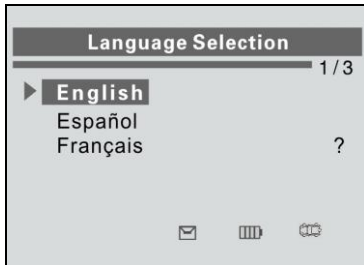 Language Selection
1/3
English
Español
Français ?